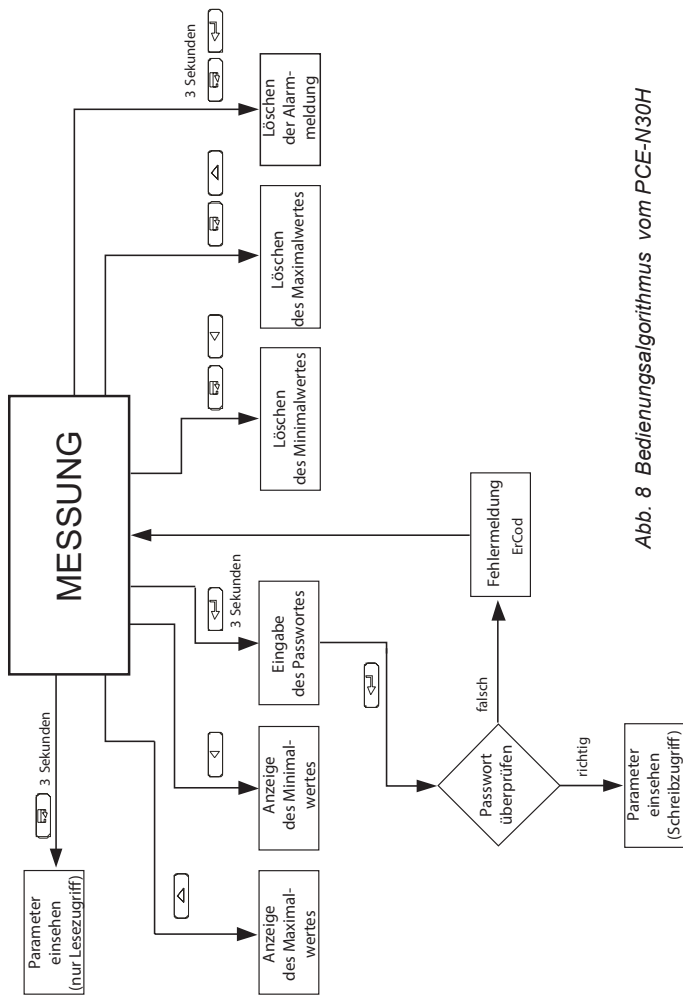 MESSUNG
3 Sekunden
Parameter
einsehen
(nur Lesezugriff)
Anzeige
des Maximal-
wertes
Anzeige
des Minimal-
wertes
3 Sekunden
Eingabe
des Passwortes
Löschen
des Minimalwertes
Löschen
des Maximalwertes
3 Sekunden
Löschen
der Alarm-
meldung
Passwort
überprüfen
falsch
Fehlermeldung
ErCod
richtig
Parameter
einsehen
(Schreibzugriff)
Abb. 8 Bedienungsalgorithmus vom PCE-N30H